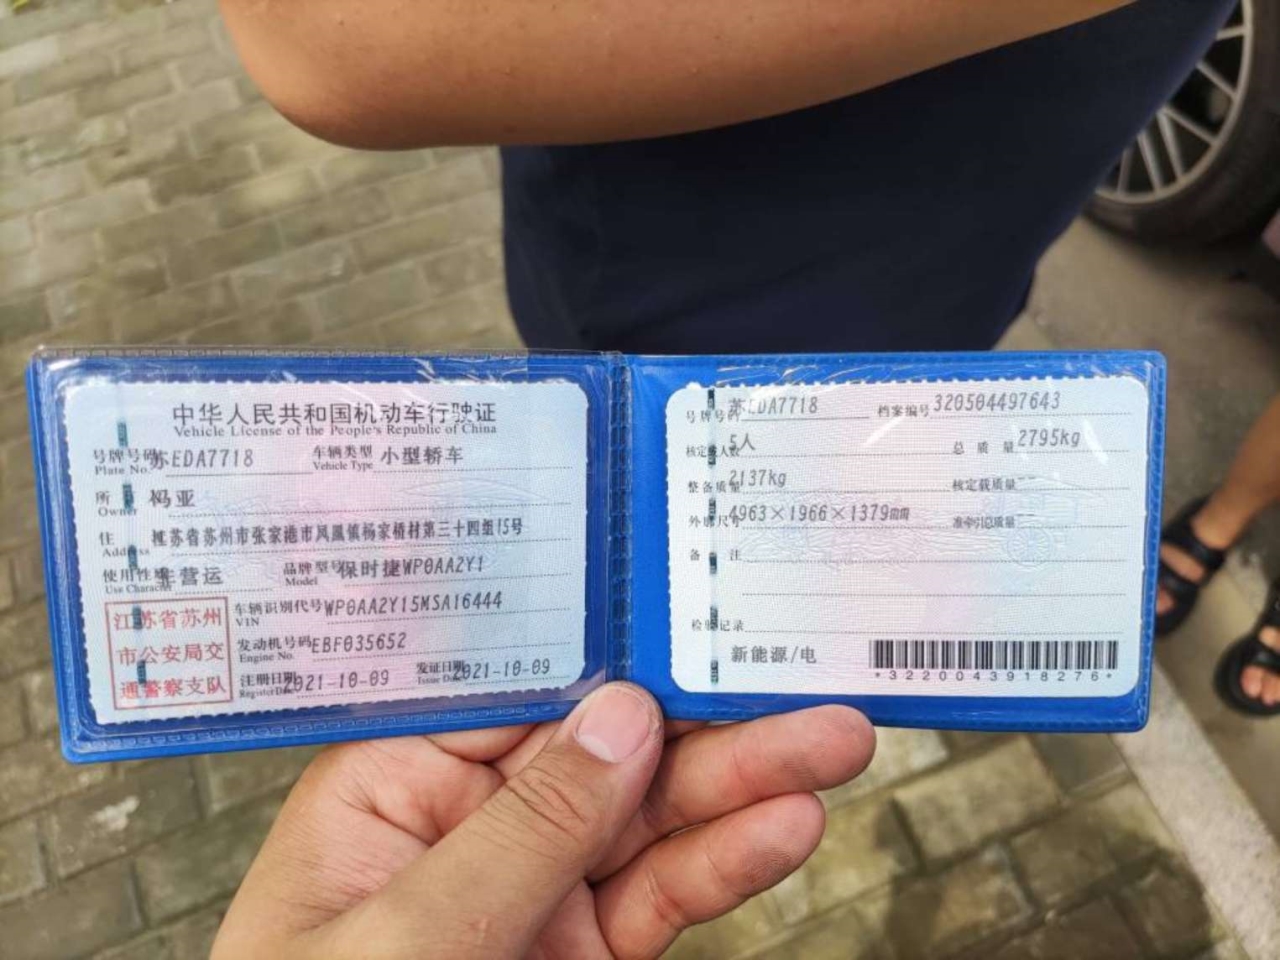 中华人民共和国机动车行驶证
Vehicle License of the People's Republic of China
号牌号码 苏EDA7718 车辆类型 小型轿车
Plate No. Vehicle Type
所 妈亚
Owner
住 江苏省苏州市张家港市凤凰镇杨家桥村第三十四组15号
Address
使用性 非营运 品牌型号 保时捷WP0AA2Y1
Use Character Model
江苏省苏州
市公安局交
通警察支队
车辆识别代号 WP0AA2Y15MSA16444
VIN
发动机号码 EBF035652
Engine No.
注册日期 2021-10-09 发证日期 2021-10-09
Register Date Issue Date
号牌号码 苏EDA7718 档案编号 320504497643
核定载人数 5人 总质量 2795kg
整备质量 2137kg 核定载质量 --
外形尺寸 4963×1966×1379mm 准牵引总质量 --
备 注
检验记录
新能源/电
*3220043918276*